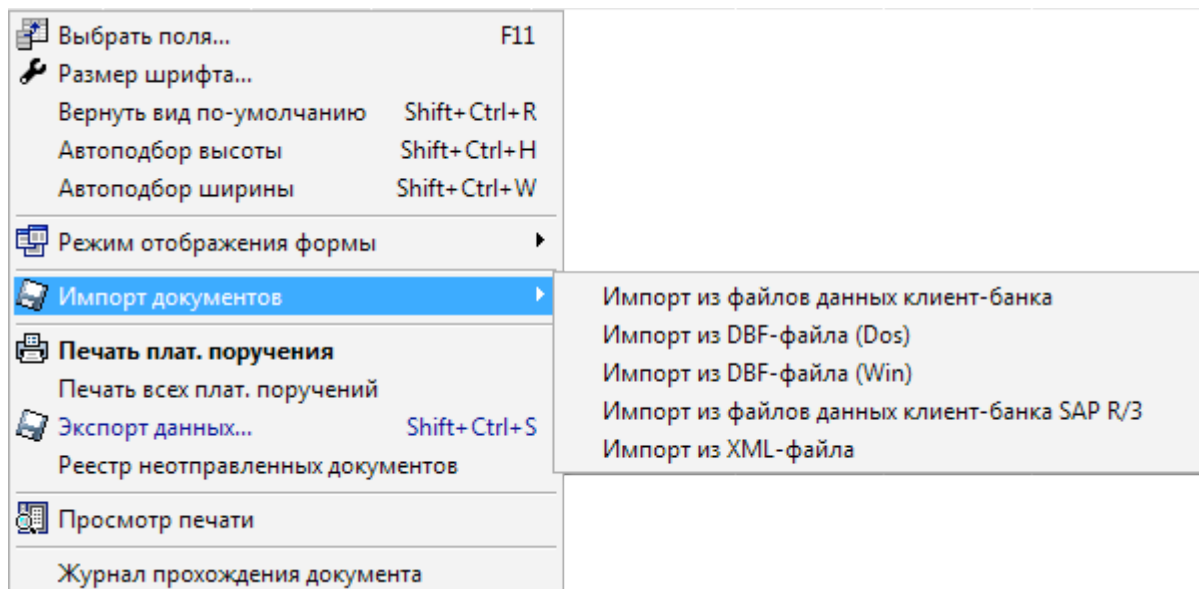 Выбрать поля... F11
Размер шрифта...
Вернуть вид по-умолчанию Shift+Ctrl+R
Автоподбор высоты Shift+Ctrl+H
Автоподбор ширины Shift+Ctrl+W
Режим отображения формы
Импорт документов
Импорт из файлов данных клиент-банка
Импорт из DBF-файла (Dos)
Импорт из DBF-файла (Win)
Импорт из файлов данных клиент-банка SAP R/3
Импорт из XML-файла
Печать плат. поручения
Печать всех плат. поручений
Экспорт данных... Shift+Ctrl+S
Реестр неотправленных документов
Просмотр печати
Журнал прохождения документа